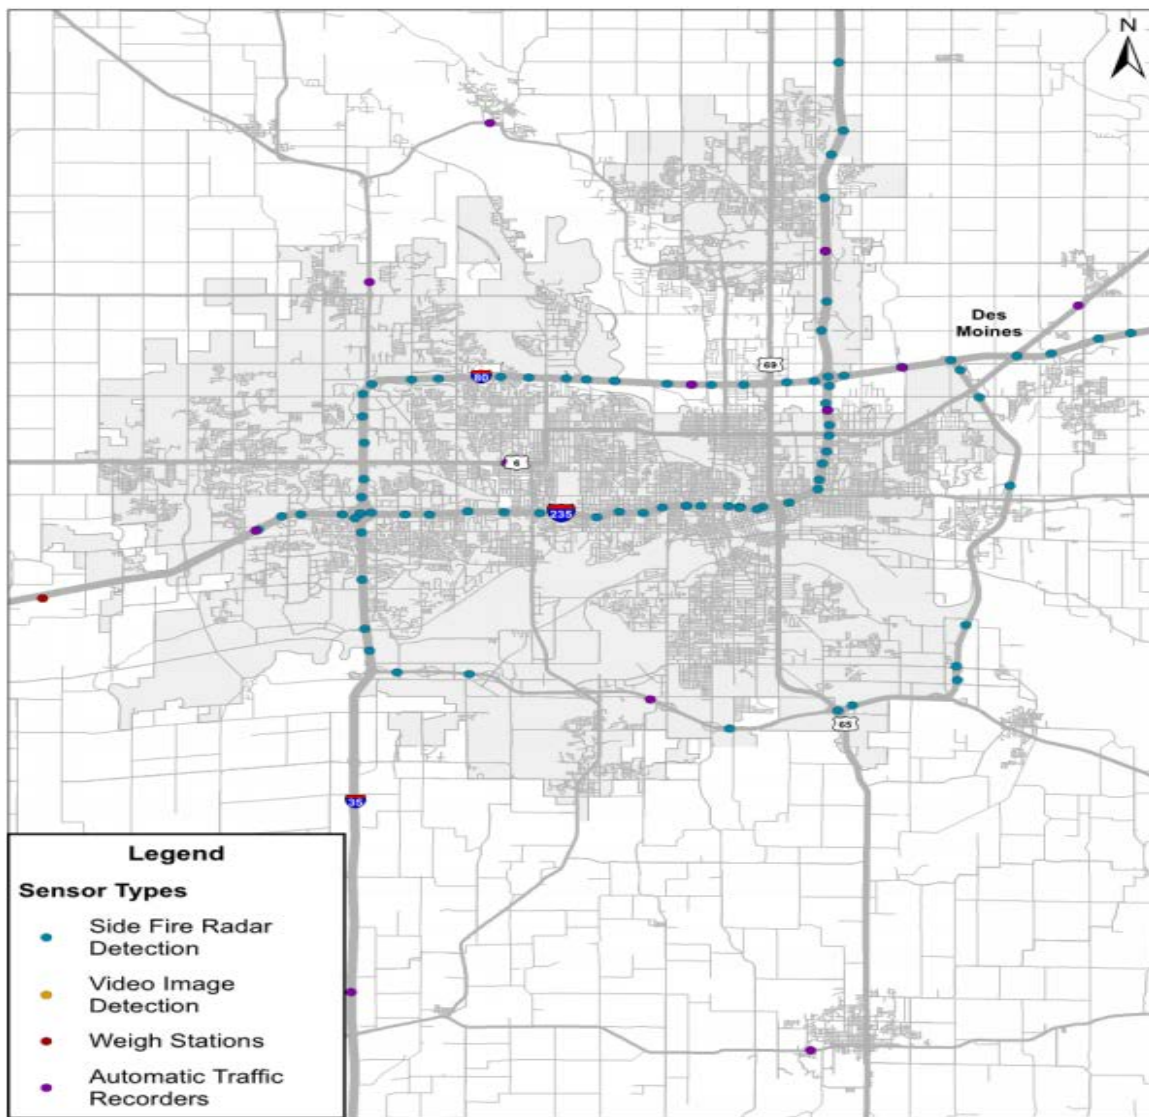 N
Des
Moines
69
80
6
235
65
35
Legend
Sensor Types
Side Fire Radar
Detection
Video Image
Detection
Weigh Stations
Automatic Traffic
Recorders